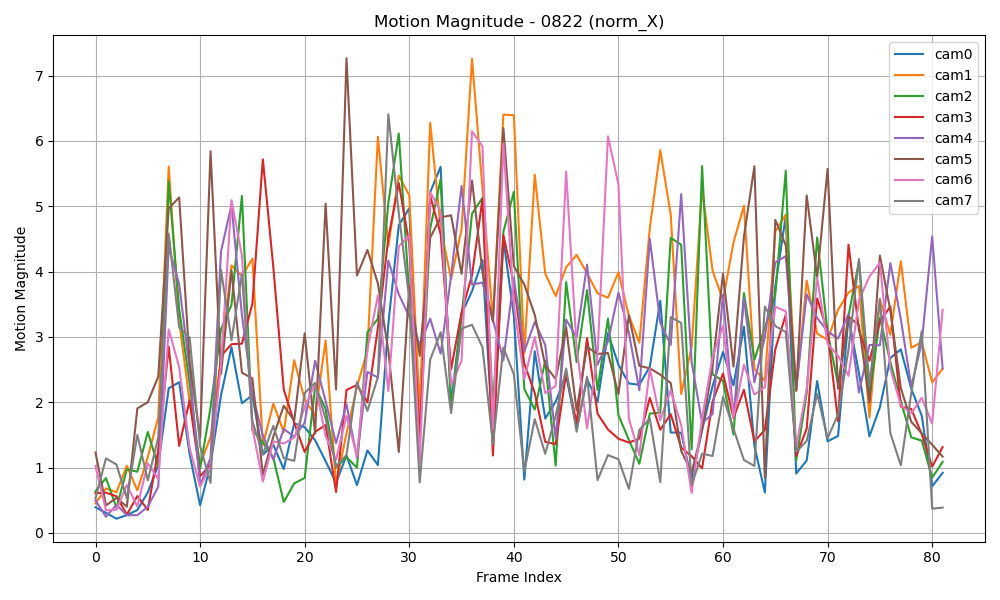 Motion Magnitude - 0822 (norm_X)
Motion Magnitude
7
6
5
4
3
2
1
0
cam0
cam1
cam2
cam3
cam4
cam5
cam6
cam7
0 10 20 30 40 50 60 70 80
Frame Index